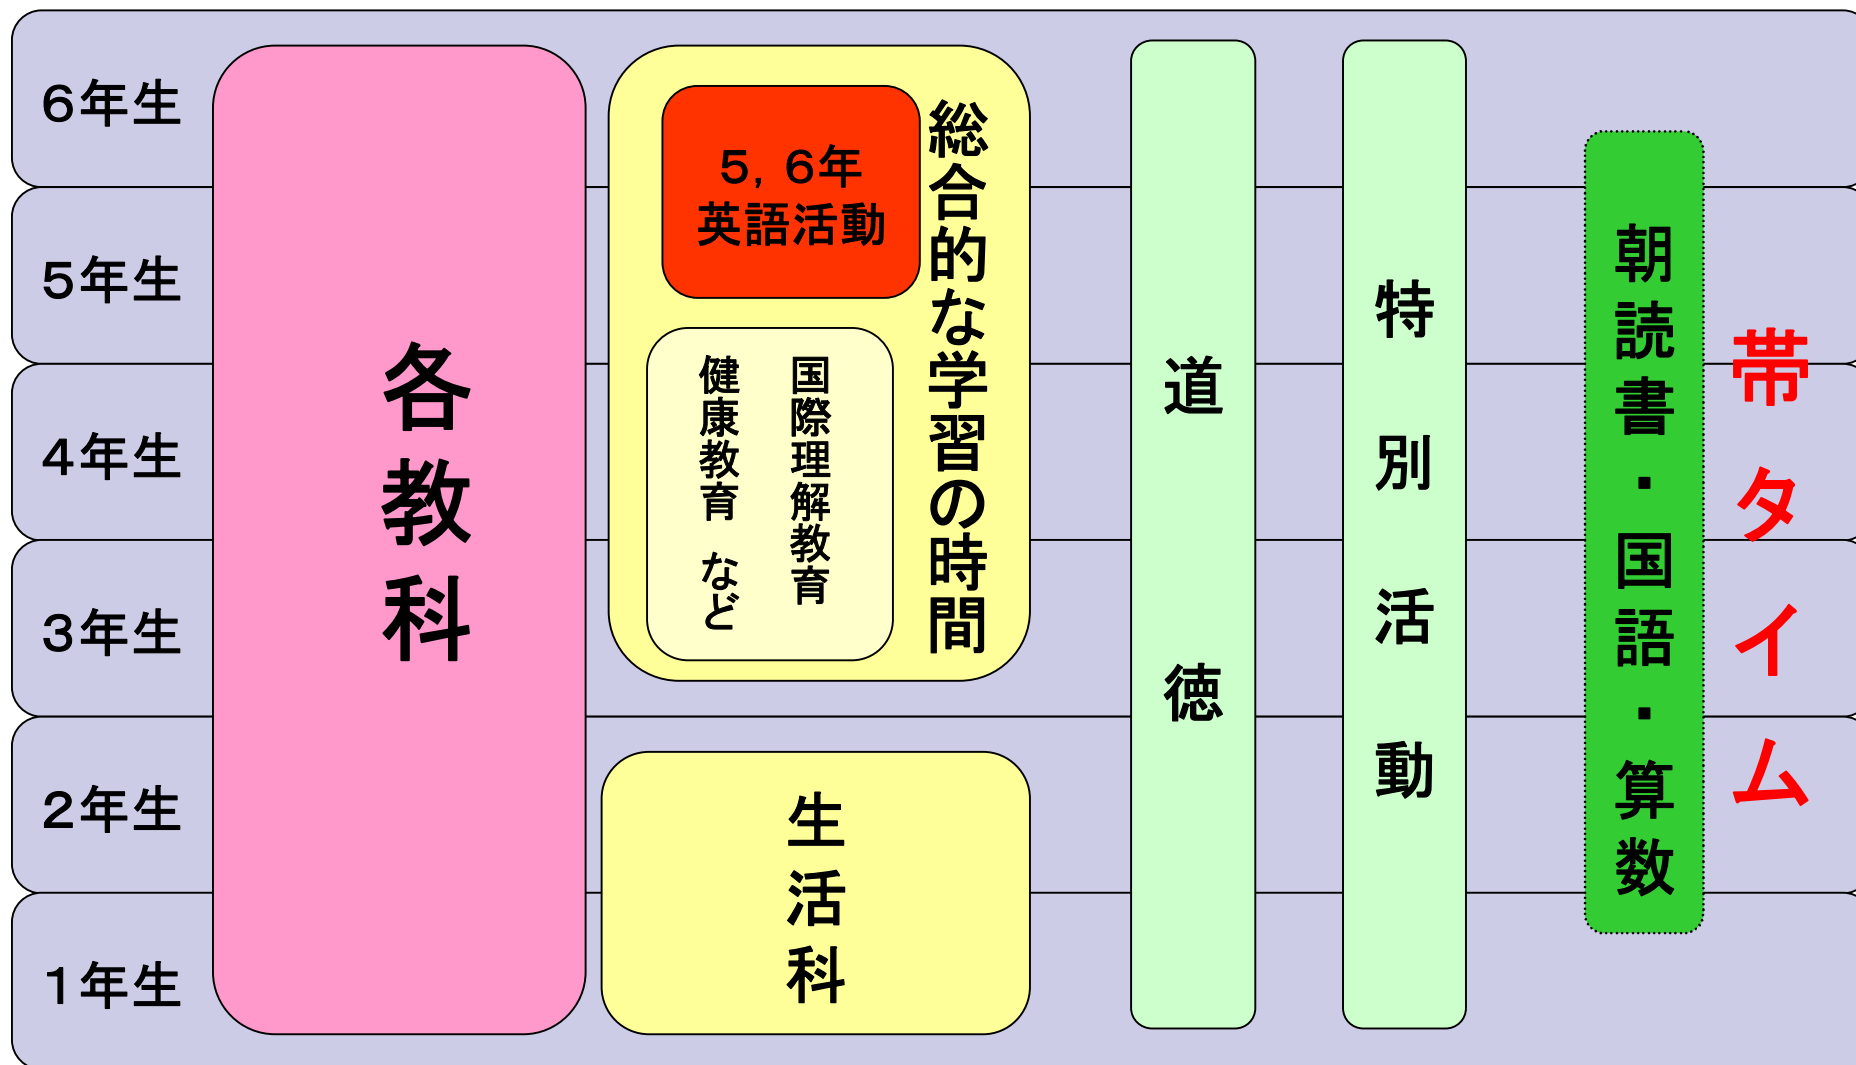 6年生
5年生
4年生
3年生
2年生
1年生
各教科
総合的な学習の時間
5,6年
英語活動
国際理解教育
健康教育 など
生活科
道徳
特別活動
朝読書・国語・算数
帯タイム